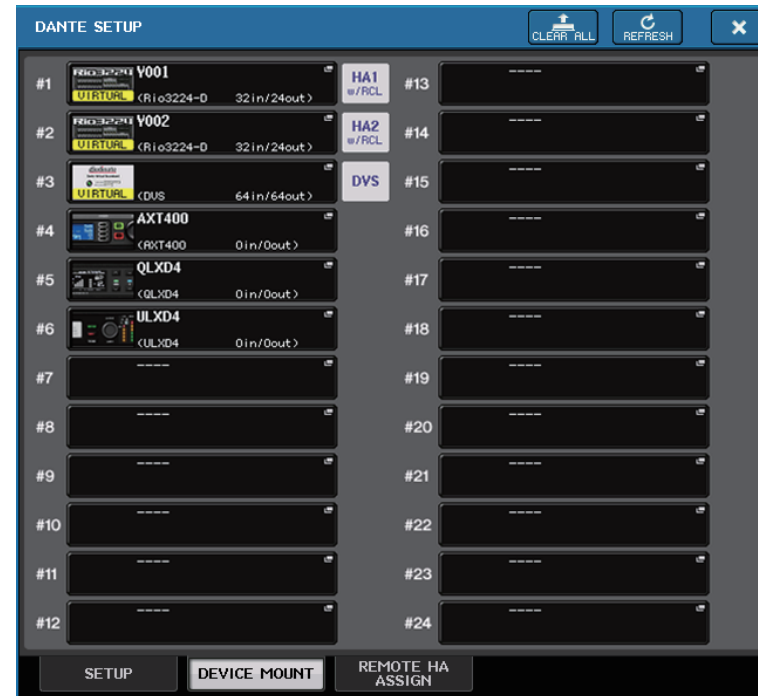 DANTE SETUP
CLEAR ALL
REFRESH
#1
Rio3224
VIRTUAL
Y001
(Rio3224-D 32in/24out)
HA1
w/RCL
#2
Rio3224
VIRTUAL
Y002
(Rio3224-D 32in/24out)
HA2
w/RCL
#3
VIRTUAL
(DVS 64in/64out)
DVS
#4
AXT400
(AXT400 0in/0out)
#5
QLXD4
(QLXD4 0in/0out)
#6
ULXD4
(ULXD4 0in/0out)
#7 ----
#8 ----
#9 ----
#10 ----
#11 ----
#12 ----
#13 ----
#14 ----
#15 ----
#16 ----
#17 ----
#18 ----
#19 ----
#20 ----
#21 ----
#22 ----
#23 ----
#24 ----
SETUP
DEVICE MOUNT
REMOTE HA
ASSIGN